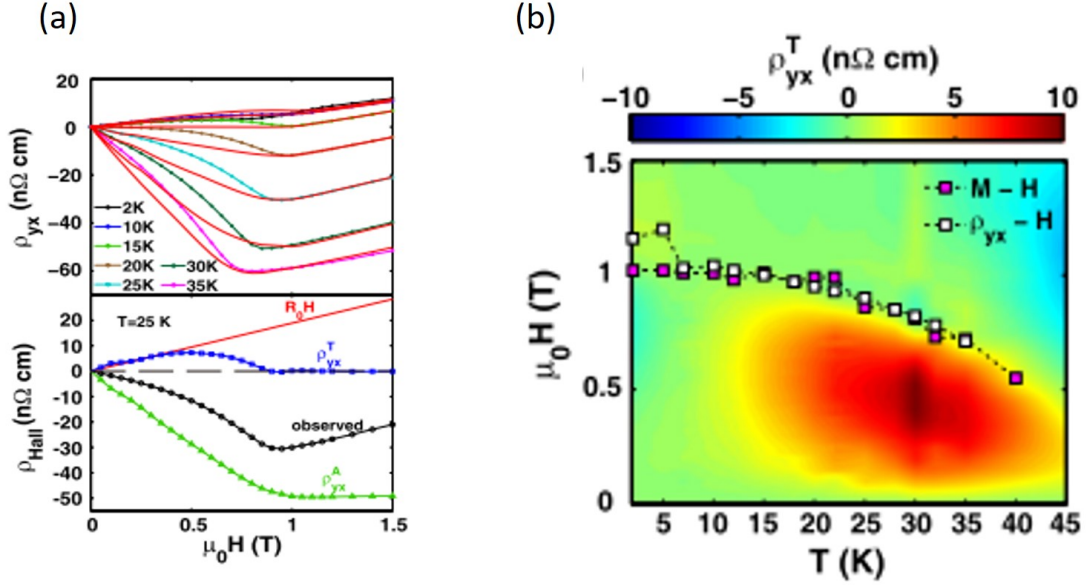 (a)
20
0
−20
−40
−60
ρyx (nΩ cm)
2K
10K
15K
20K
25K
30K
35K
20
10
0
-10
-20
-30
-40
-50
ρHall(nΩ cm)
T=25 K
R0H
ρTyx
observed
ρAyx
0
0.5
1
1.5
μ0H (T)
(b)
ρTyx (nΩ cm)
−10
−5
0
5
10
1.5
1
0.5
0
μ0H (T)
M − H
ρyx − H
5
10
15
20
25
30
35
40
45
T (K)